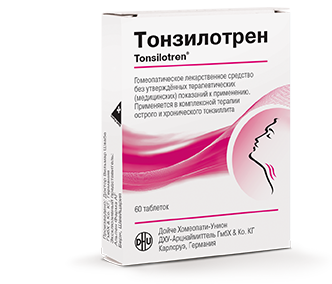 Тонзилотрен
Tonsilotren®
Гомеопатическое лекарственное средство
без утверждённых терапевтических
(медицинских) показаний к применению.
Применяется в комплексной терапии
острого и хронического тонзиллита
60 таблеток
DHU
Дойче Хомеопати-Унион
ДХУ-Арцнаймиттель ГмбХ & Ко. КГ
Карлсруэ, Германия